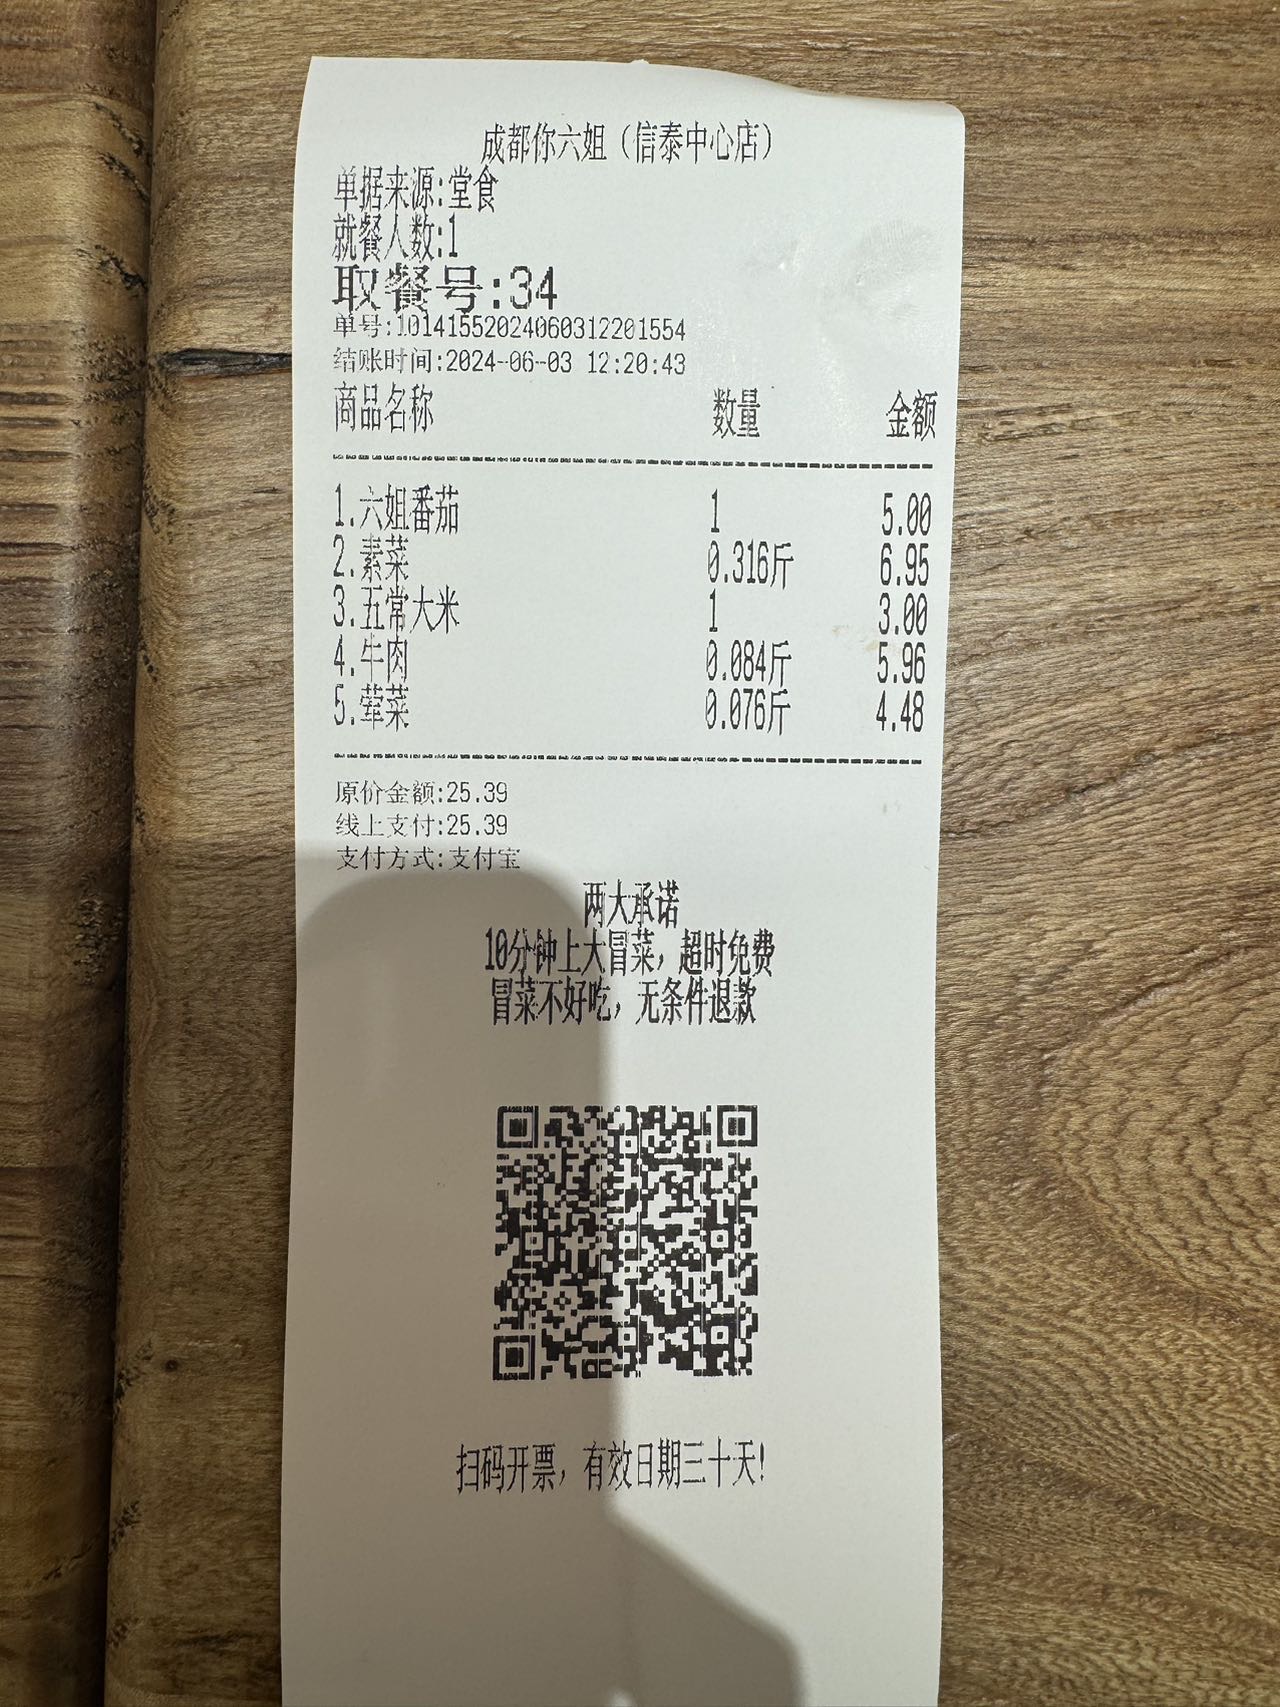 成都你六姐（信泰中心店）
单据来源:堂食
就餐人数:1
取餐号:34
单号:10141552024060312201554
结账时间:2024-06-03 12:20:43
商品名称 数量 金额
1.六姐番茄 1 5.00
2.素菜 0.316斤 6.95
3.五常大米 1 3.00
4.牛肉 0.084斤 5.96
5.荤菜 0.076斤 4.48
原价金额:25.39
线上支付:25.39
支付方式:支付宝
两大承诺
10分钟上大冒菜，超时免费
冒菜不好吃，无条件退款
扫码开票，有效日期三十天!